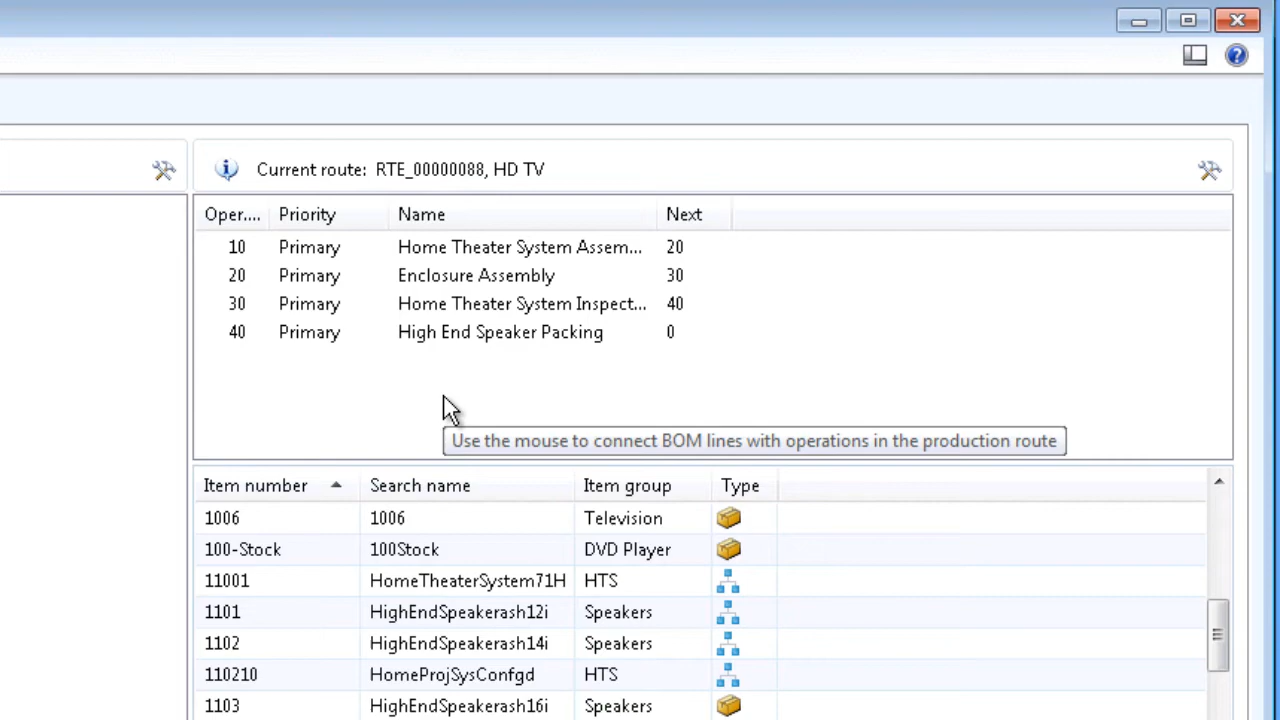 Current route: RTE_00000088, HD TV
Oper.... Priority Name Next
10 Primary Home Theater System Assem... 20
20 Primary Enclosure Assembly 30
30 Primary Home Theater System Inspect... 40
40 Primary High End Speaker Packing 0
Use the mouse to connect BOM lines with operations in the production route
Item number Search name Item group Type
1006 1006 Television
100-Stock 100Stock DVD Player
11001 HomeTheaterSystem71H HTS
1101 HighEndSpeakerash12i Speakers
1102 HighEndSpeakerash14i Speakers
110210 HomeProjSysConfgd HTS
1103 HighEndSpeakerash16i Speakers